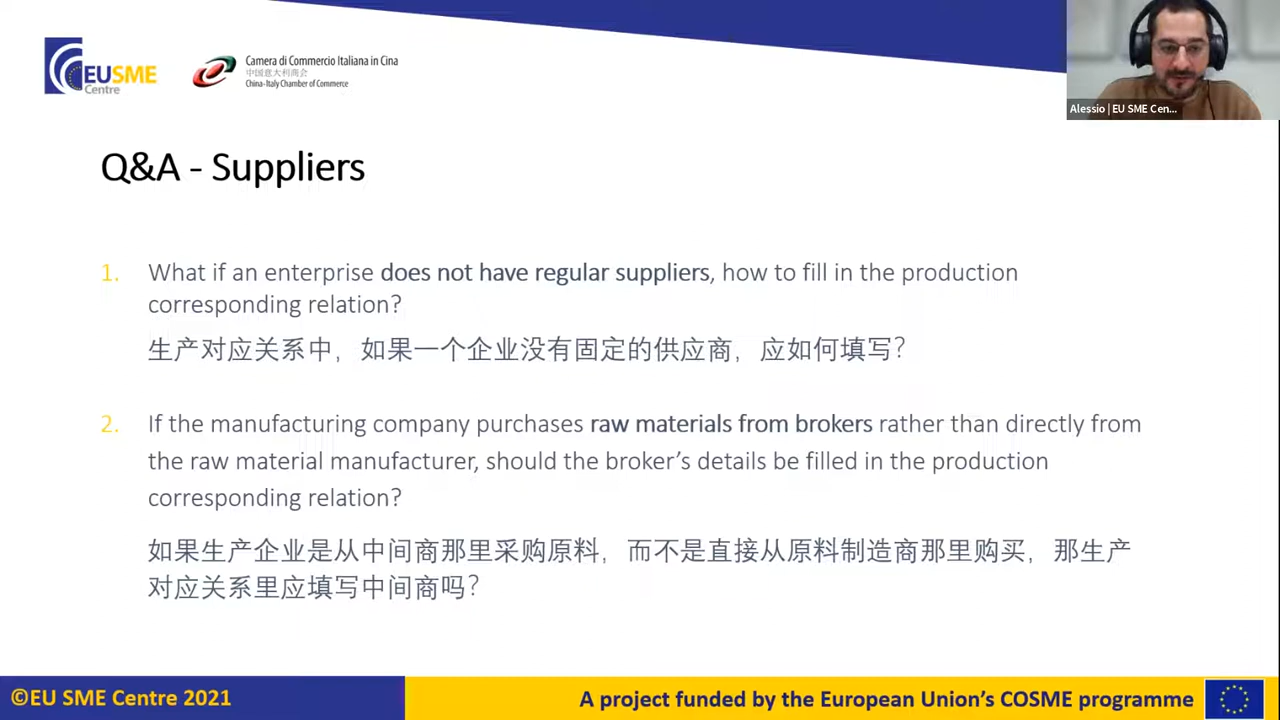 EUSME
Centre
Camera di Commercio Italiana in Cina
中国意大利商会
China-Italy Chamber of Commerce
Alessio | EU SME Cen...
Q&A - Suppliers
1. What if an enterprise does not have regular suppliers, how to fill in the production
corresponding relation?
生产对应关系中，如果一个企业没有固定的供应商，应如何填写？
2. If the manufacturing company purchases raw materials from brokers rather than directly from
the raw material manufacturer, should the broker’s details be filled in the production
corresponding relation?
如果生产企业是从中间商那里采购原料，而不是直接从原料制造商那里购买，那生产
对应关系里应填写中间商吗？
©EU SME Centre 2021
A project funded by the European Union’s COSME programme